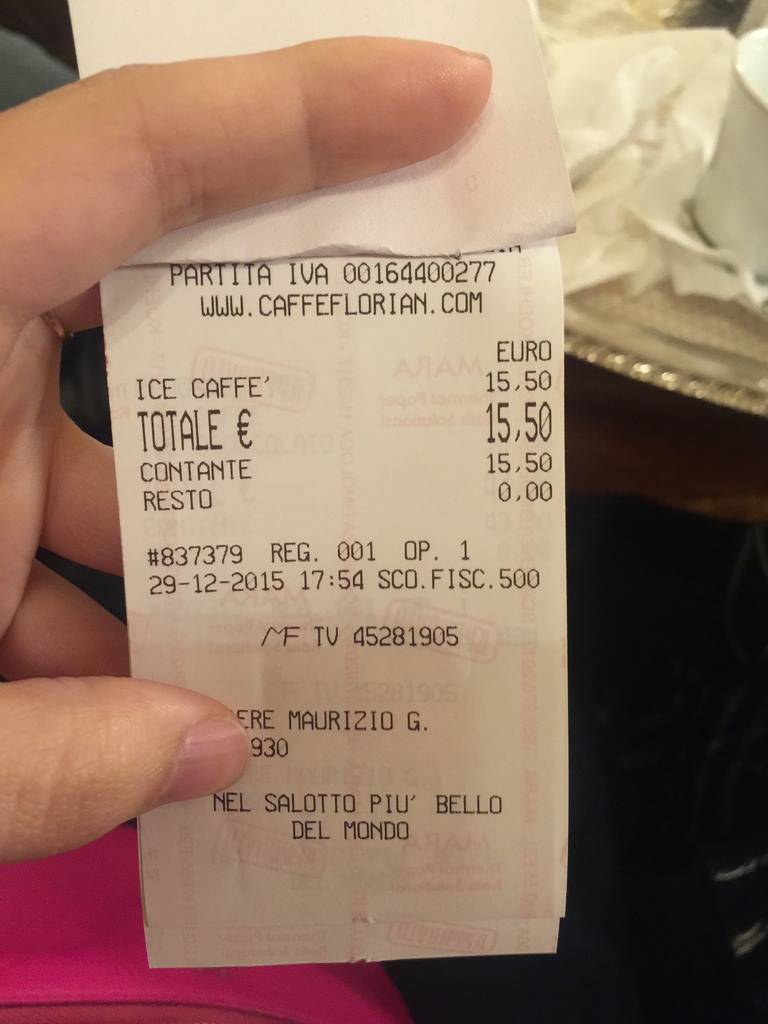 PARTITA IVA 00164400277
WWW.CAFFEFLORIAN.COM
EURO
ICE CAFFE' 15,50
TOTALE € 15,50
CONTANTE 15,50
RESTO 0,00
#837379 REG. 001 OP. 1
29-12-2015 17:54 SCO.FISC.500
MF TV 45281905
MAURIZIO G.
930
NEL SALOTTO PIU' BELLO
DEL MONDO